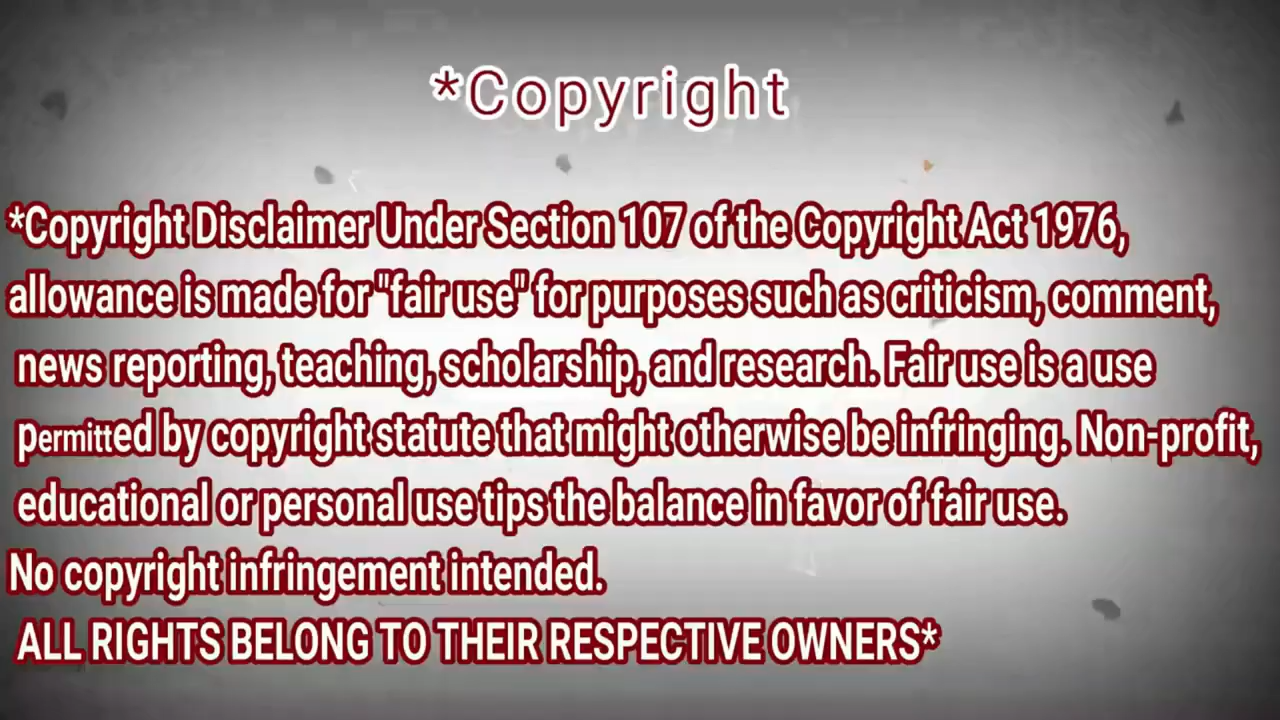 *Copyright
*Copyright Disclaimer Under Section 107 of the Copyright Act 1976,
allowance is made for "fair use" for purposes such as criticism, comment,
news reporting, teaching, scholarship, and research. Fair use is a use
permitted by copyright statute that might otherwise be infringing. Non-profit,
educational or personal use tips the balance in favor of fair use.
No copyright infringement intended.
ALL RIGHTS BELONG TO THEIR RESPECTIVE OWNERS*